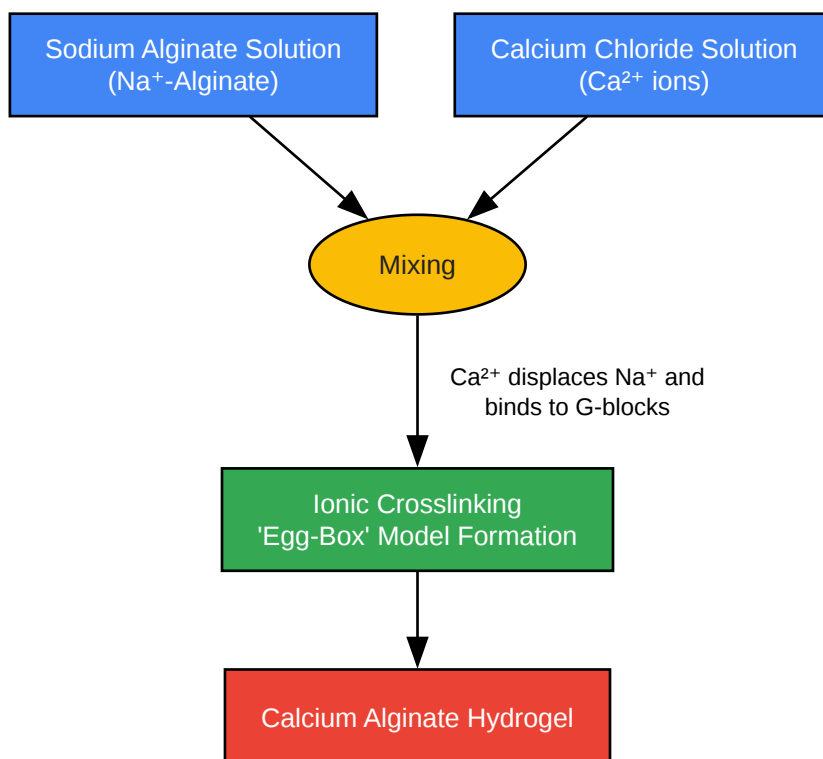 Sodium Alginate Solution
(Na⁺-Alginate)
Calcium Chloride Solution
(Ca²⁺ ions)
Mixing
Ca²⁺ displaces Na⁺ and
binds to G-blocks
Ionic Crosslinking
'Egg-Box' Model Formation
Calcium Alginate Hydrogel